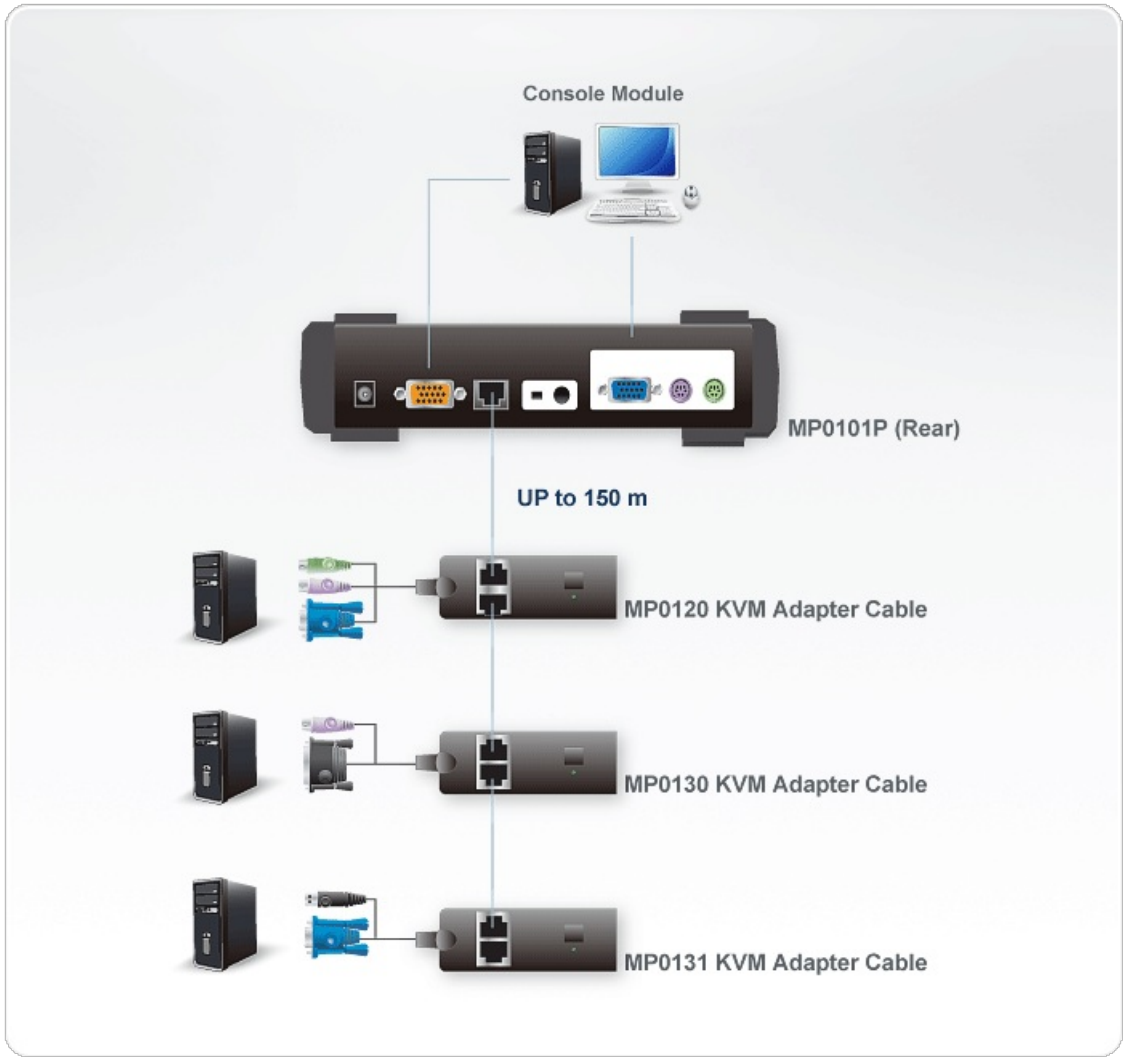 Console Module
MP0101P (Rear)
UP to 150 m
MP0120 KVM Adapter Cable
MP0130 KVM Adapter Cable
MP0131 KVM Adapter Cable